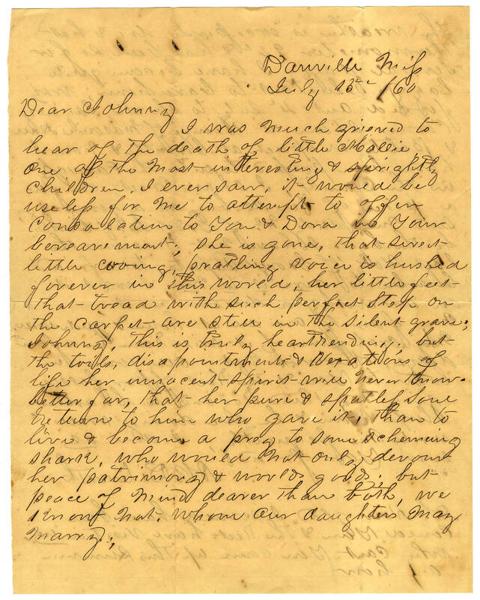 Danville Miss
July 13th /60
Dear Johnny
I was much grieved to
hear of the death of little Mollie
one of the most interesting & sprightly
children, I ever saw, it would be
useless for me to attempt to offer
Consolation to You & Dora in Your
bereavement, she is gone, that sweet
little cooing, pratling voice is hushed
forever in this world, her little feet
that tread with such perfect step on
the carpet are still in the silent grave,
Johnny, this is truly heartrending, but
the toils, disapointments & vexations of
life her innocent spirit will never know
better far, that her pure & spotless soul
return to him who gave it, than to
live & become a prey to some scheming
shark, who would not only devour
her patrimony & worldly goods, but
peace of mind dearer than both, we
Know not whom our daughters may
marry,